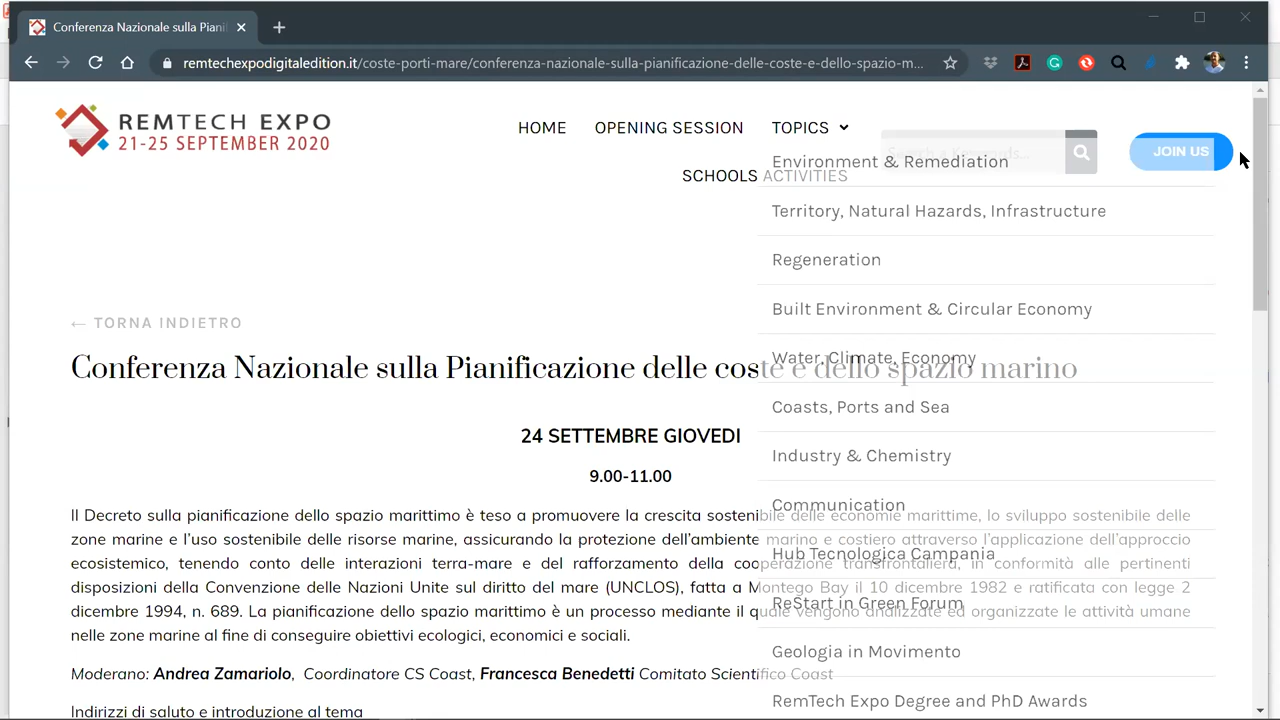 Conferenza Nazionale sulla Piani
remtechexpodigitaledition.it/coste-porti-mare/conferenza-nazionale-sulla-pianificazione-delle-coste-e-dello-spazio-m...
REMTECH EXPO
21-25 SEPTEMBER 2020
HOME OPENING SESSION TOPICS
SCHOOLS ACTIVITIES
JOIN US
Environment & Remediation
Territory, Natural Hazards, Infrastructure
Regeneration
Built Environment & Circular Economy
Water, Climate, Economy
Coasts, Ports and Sea
Industry & Chemistry
Communication
Hub Tecnologica Campania
ReStart in Green Forum
Geologia in Movimento
RemTech Expo Degree and PhD Awards
← TORNA INDIETRO
Conferenza Nazionale sulla Pianificazione delle coste e dello spazio marino
24 SETTEMBRE GIOVEDI
9.00-11.00
Il Decreto sulla pianificazione dello spazio marittimo è teso a promuovere la crescita sostenibile delle economie marittime, lo sviluppo sostenibile delle
zone marine e l'uso sostenibile delle risorse marine, assicurando la protezione dell'ambiente marino e costiero attraverso l'applicazione dell'approccio
ecosistemico, tenendo conto delle interazioni terra-mare e del rafforzamento della cooperazione transfrontaliera, in conformità alle pertinenti
disposizioni della Convenzione delle Nazioni Unite sul diritto del mare (UNCLOS), fatta a Montego Bay il 10 dicembre 1982 e ratificata con legge 2
dicembre 1994, n. 689. La pianificazione dello spazio marittimo è un processo mediante il quale vengono analizzate ed organizzate le attività umane
nelle zone marine al fine di conseguire obiettivi ecologici, economici e sociali.
Moderano: Andrea Zamariolo, Coordinatore CS Coast, Francesca Benedetti Comitato Scientifico Coast
Indirizzi di saluto e introduzione al tema